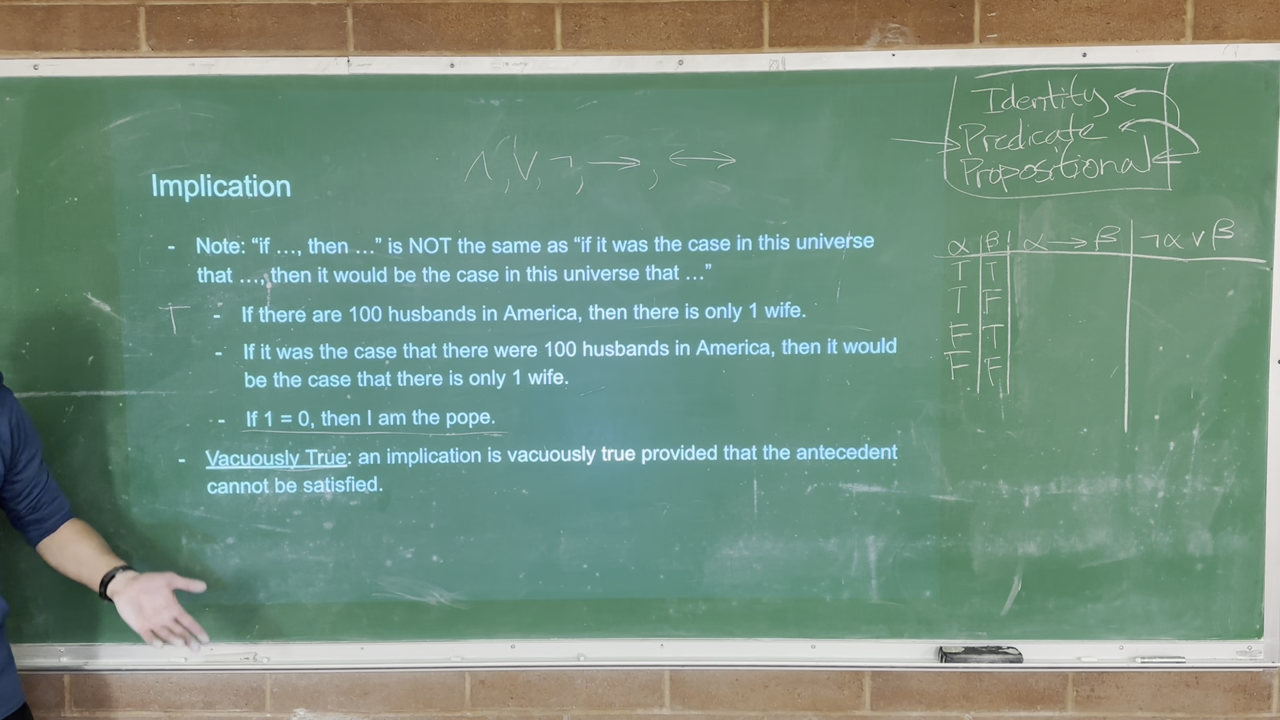 Identity
Predicate
Propositional
∧, ∨, ¬, →, ↔
Implication
- Note: “if …, then …” is NOT the same as “if it was the case in this universe
that …, then it would be the case in this universe that …”
T - If there are 100 husbands in America, then there is only 1 wife.
- If it was the case that there were 100 husbands in America, then it would
be the case that there is only 1 wife.
- If 1 = 0, then I am the pope.
- Vacuously True: an implication is vacuously true provided that the antecedent
cannot be satisfied.
α β α → β ¬α ∨ β
T T
T F
F T
F F